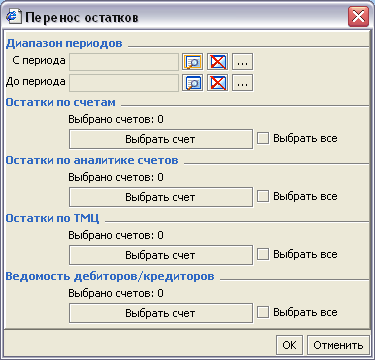 Перенос остатков
Диапазон периодов
С периода ...
До периода ...
Остатки по счетам
Выбрано счетов: 0
Выбрать счет Выбрать все
Остатки по аналитике счетов
Выбрано счетов: 0
Выбрать счет Выбрать все
Остатки по ТМЦ
Выбрано счетов: 0
Выбрать счет Выбрать все
Ведомость дебиторов/кредиторов
Выбрано счетов: 0
Выбрать счет Выбрать все
ОК Отменить